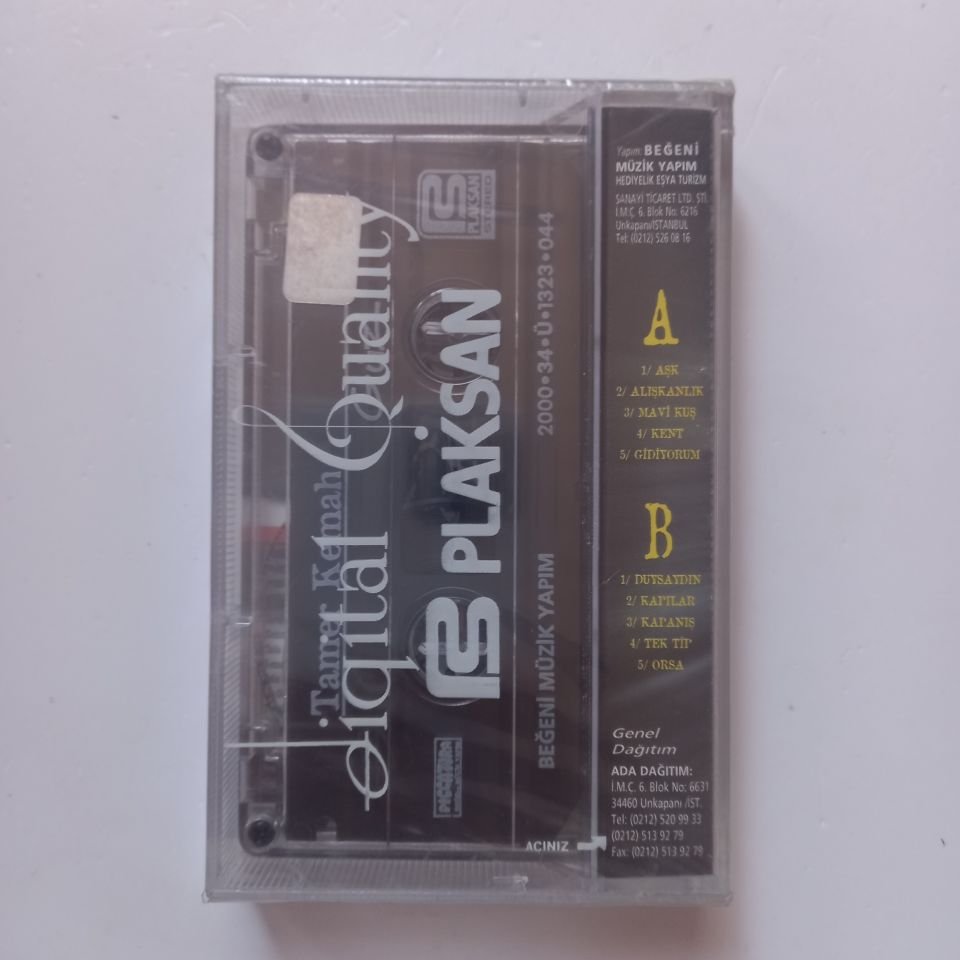 Yapım: BEĞENİ
MÜZİK YAPIM
HEDİYELİK EŞYA TURİZM
SANAYİ TİCARET LTD. ŞTİ.
İ.M.Ç. 6. Blok No: 6216
Unkapanı/İSTANBUL
Tel: (0212) 526 08 16
A
1/ AŞK
2/ ALIŞKANLIK
3/ MAVİ KUŞ
4/ KENT
5/ GİDİYORUM
B
1/ DUYSAYDIN
2/ KAPILAR
3/ KAPANIŞ
4/ TEK TİP
5/ ORSA
Genel
Dağıtım
ADA DAĞITIM:
İ.M.Ç. 6. Blok No: 6631
34460 Unkapanı /İST.
Tel: (0212) 520 99 33
(0212) 513 92 79
Fax: (0212) 513 92 79
AÇINIZ
Digital Quality
Tamer Kemah
PLAKSAN
PLAKSAN
STEREO
BEĞENİ MÜZİK YAPIM 2000•34•Ü•1323•044